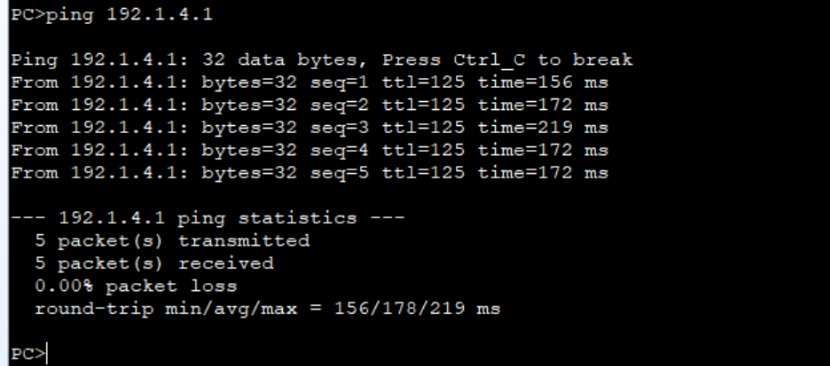 PC>ping 192.1.4.1
Ping 192.1.4.1: 32 data bytes, Press Ctrl_C to break
From 192.1.4.1: bytes=32 seq=1 ttl=125 time=156 ms
From 192.1.4.1: bytes=32 seq=2 ttl=125 time=172 ms
From 192.1.4.1: bytes=32 seq=3 ttl=125 time=219 ms
From 192.1.4.1: bytes=32 seq=4 ttl=125 time=172 ms
From 192.1.4.1: bytes=32 seq=5 ttl=125 time=172 ms
--- 192.1.4.1 ping statistics ---
5 packet(s) transmitted
5 packet(s) received
0.00% packet loss
round-trip min/avg/max = 156/178/219 ms
PC>